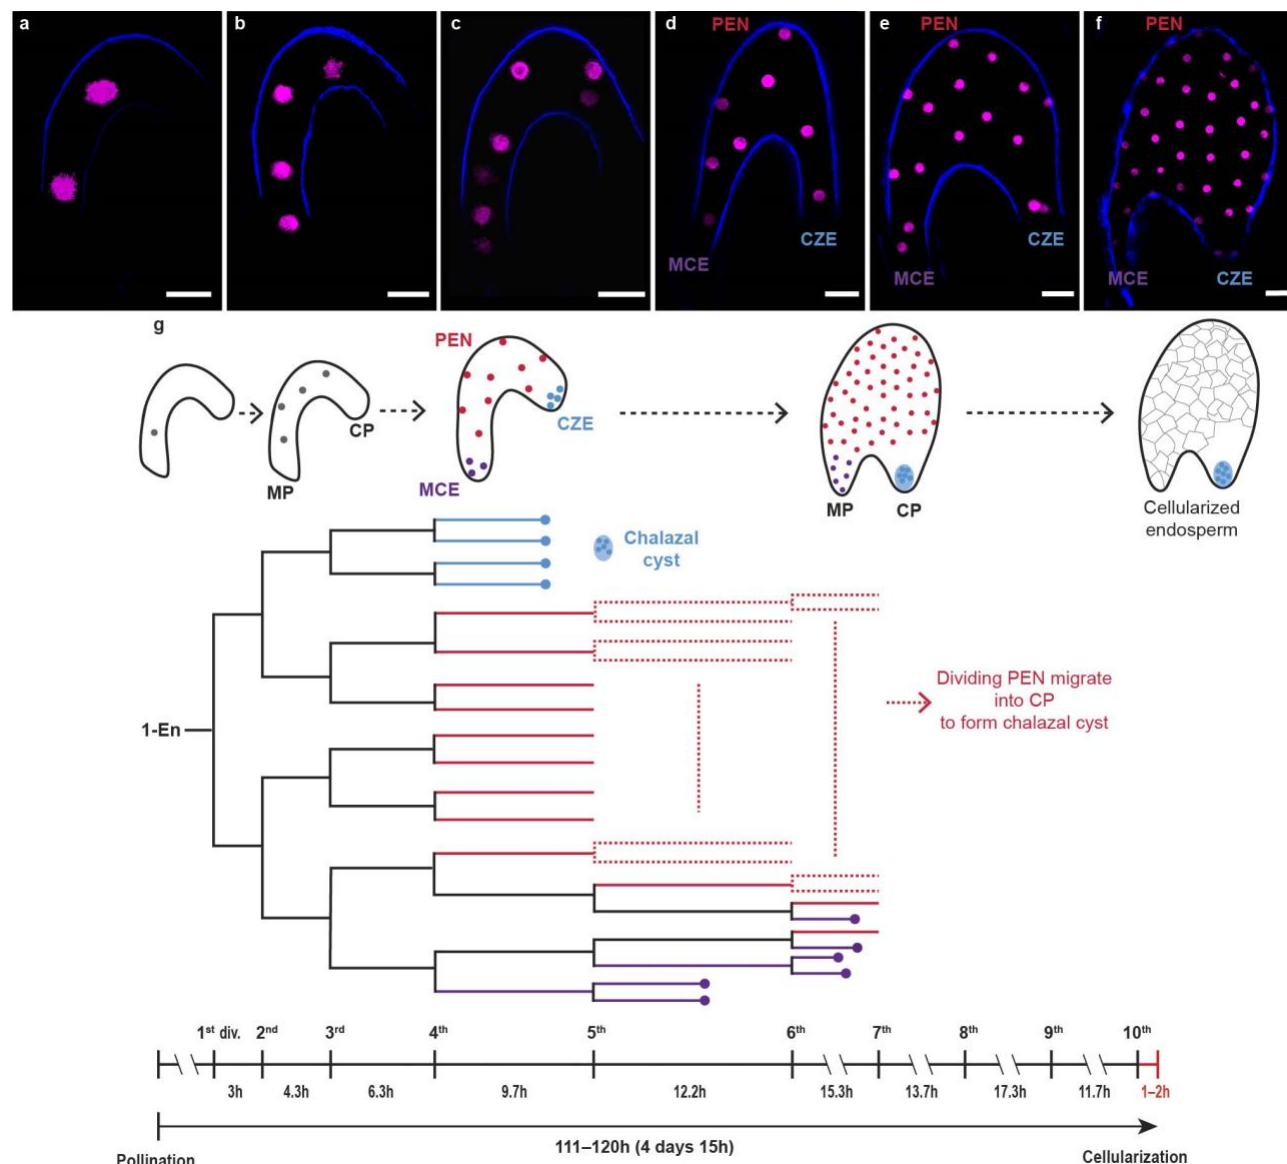 a
b
c
d
PEN
MCE
CZE
e
PEN
MCE
CZE
f
PEN
MCE
CZE
g
MP
CP
PEN
CZE
MCE
MP
CP
Cellularized
endosperm
Chalazal
cyst
1-En
Dividing PEN migrate
into CP
to form chalazal cyst
1st div. 2nd 3rd 4th 5th 6th 7th 8th 9th 10th
3h 4.3h 6.3h 9.7h 12.2h 15.3h 13.7h 17.3h 11.7h 1–2h
111–120h (4 days 15h)
Pollination
Cellularization